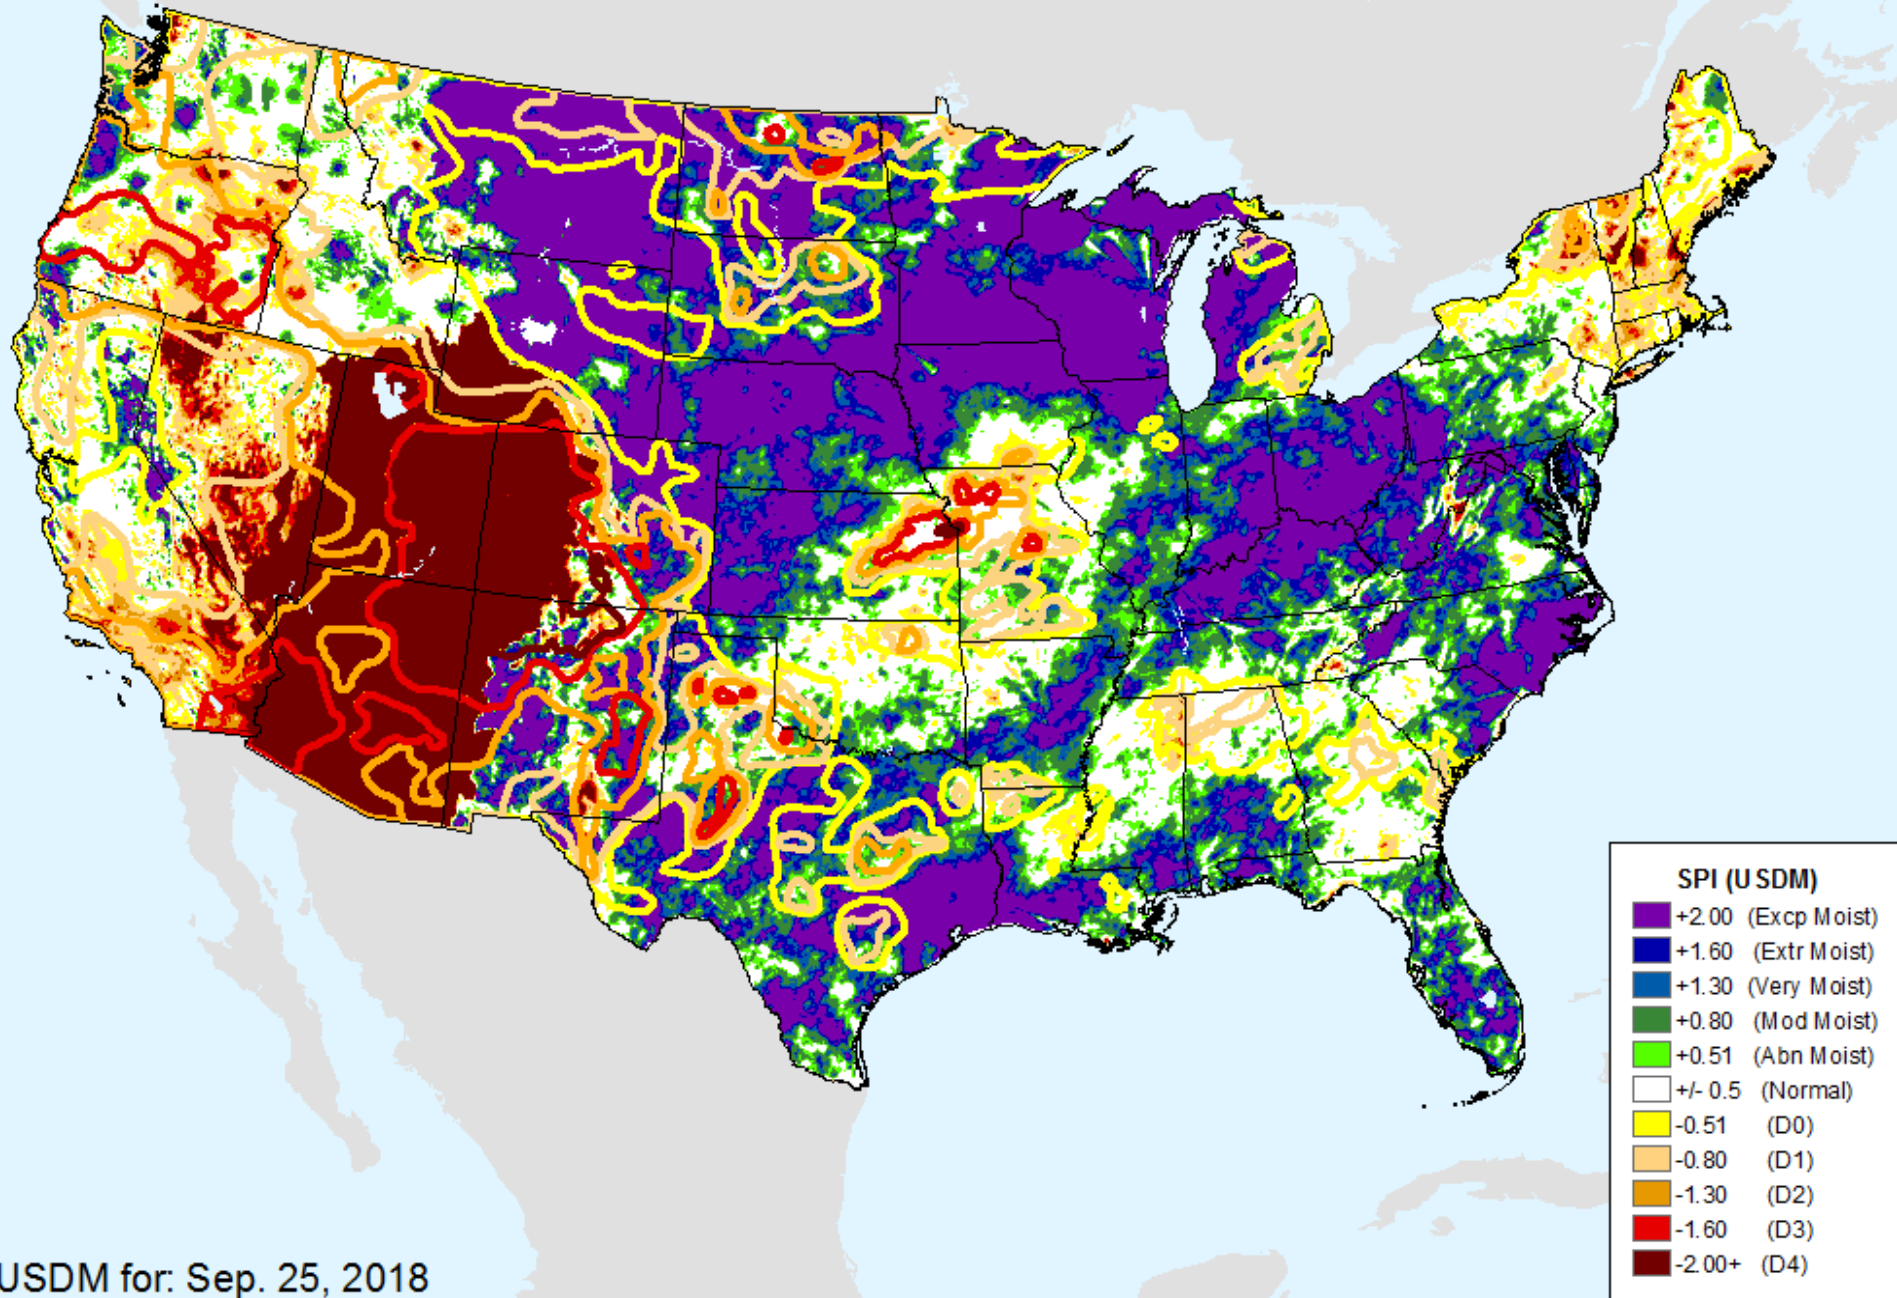 SPI (USDM)
+2.00 (Excp Moist)
+1.60 (Extr Moist)
+1.30 (Very Moist)
+0.80 (Mod Moist)
+0.51 (Abn Moist)
+/- 0.5 (Normal)
-0.51 (D0)
-0.80 (D1)
-1.30 (D2)
-1.60 (D3)
-2.00+ (D4)
USDM for: Sep. 25, 2018